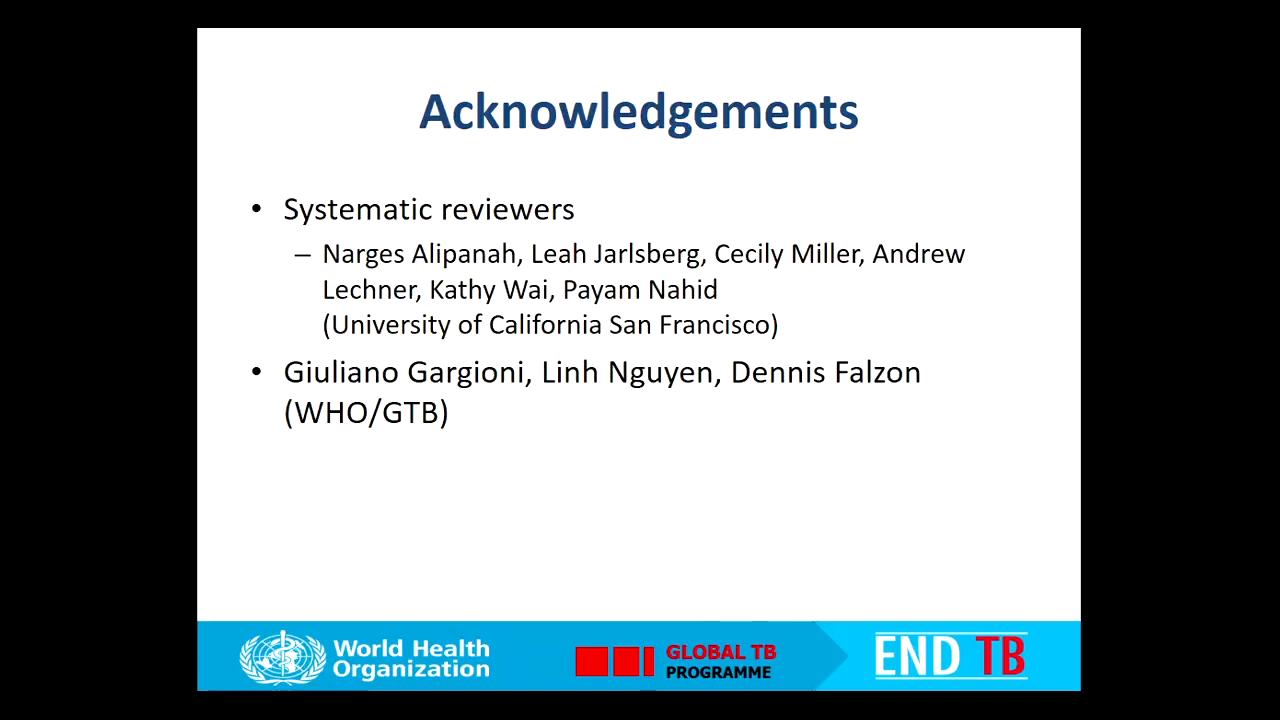 Acknowledgements
• Systematic reviewers
– Narges Alipanah, Leah Jarlsberg, Cecily Miller, Andrew
Lechner, Kathy Wai, Payam Nahid
(University of California San Francisco)
• Giuliano Gargioni, Linh Nguyen, Dennis Falzon
(WHO/GTB)
World Health
Organization
GLOBAL TB
PROGRAMME
END TB